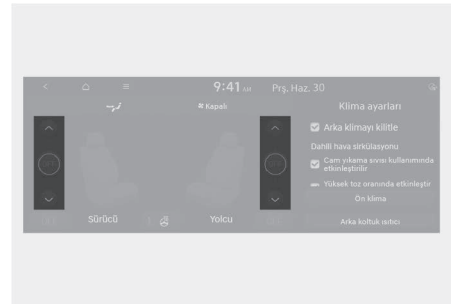 9:41 AM Prş. Haz. 30
Kapalı
Klima ayarları
Arka klimayı kilitle
Dahili hava sirkülasyonu
Cam yıkama sıvısı kullanımında
etkinleştirilir
Yüksek toz oranında etkinleştir
Ön klima
Sürücü
Yolcu
Arka koltuk ısıtıcı